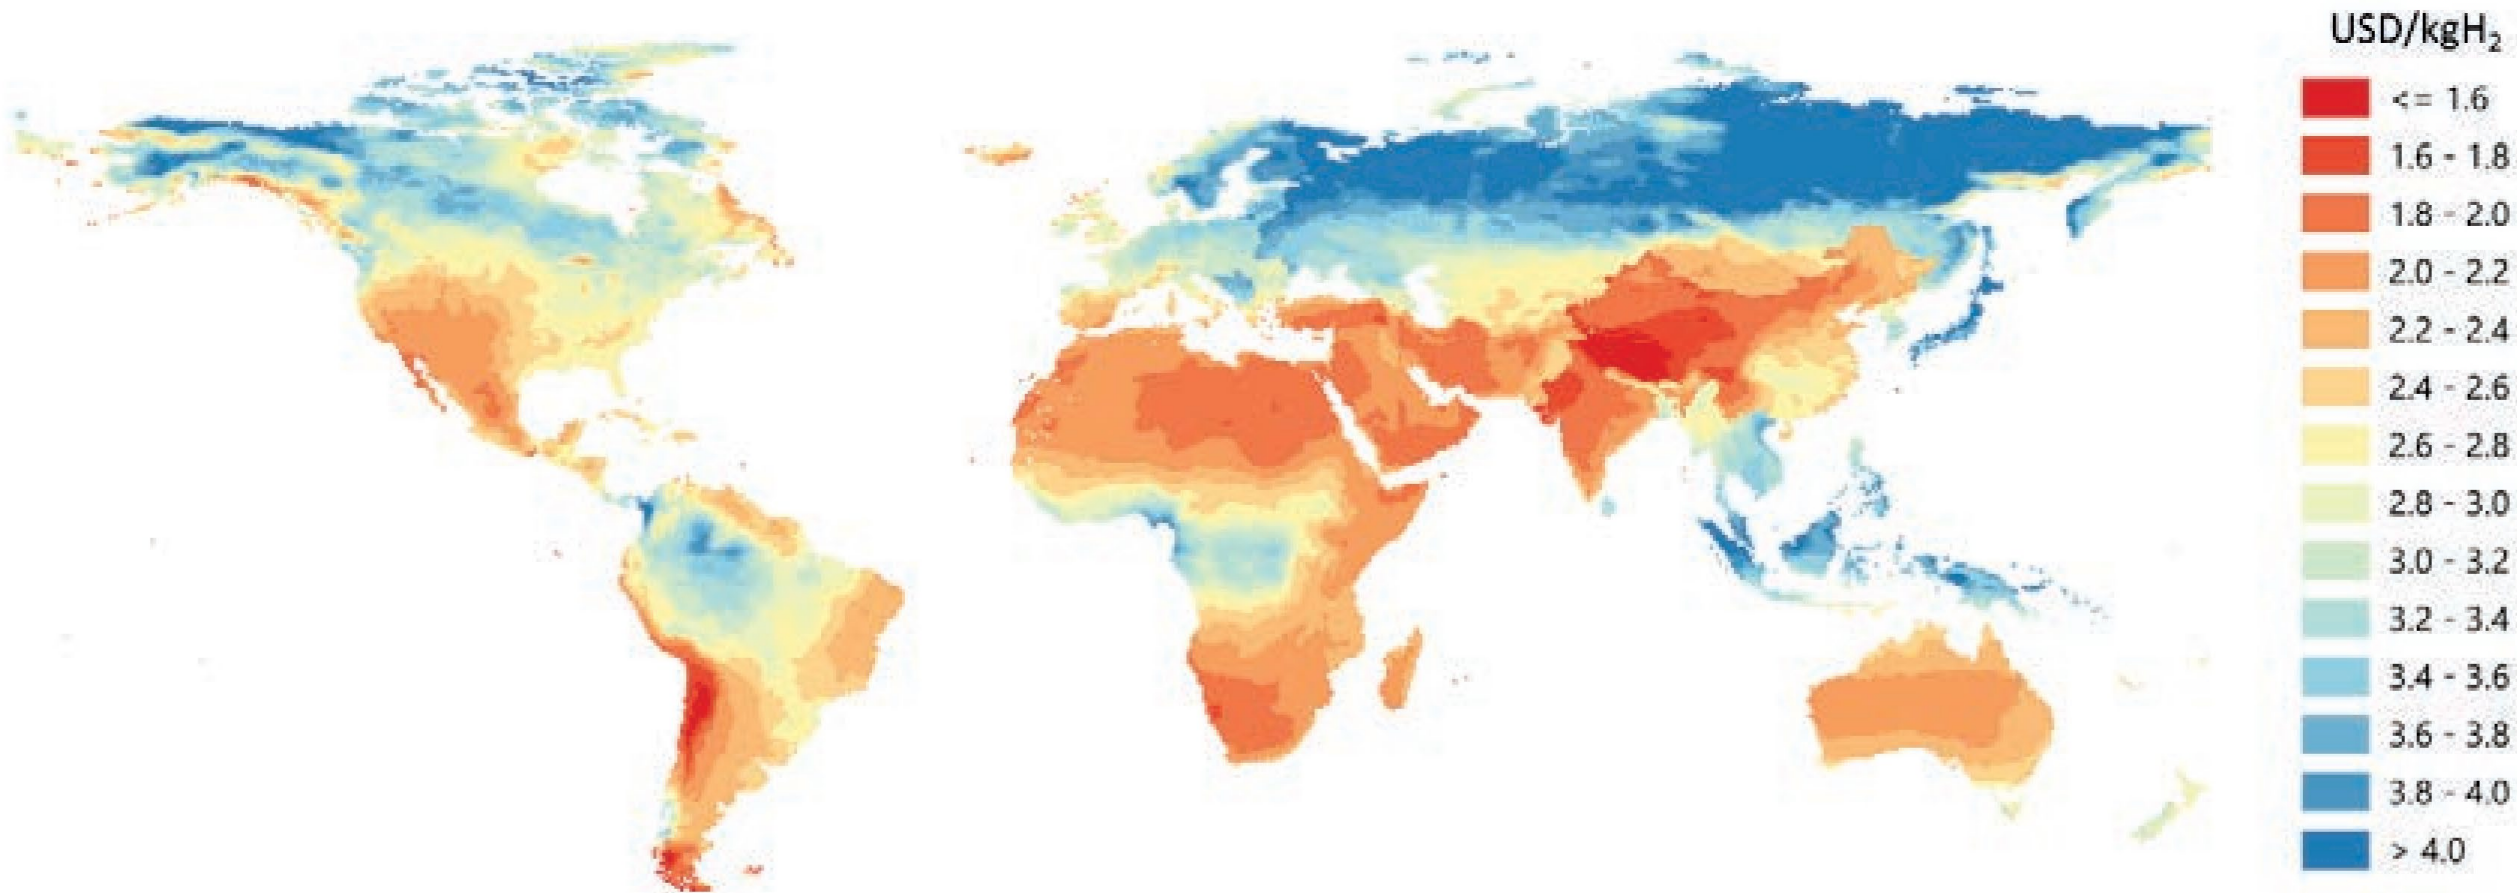 USD/kgH₂
<= 1.6
1.6 - 1.8
1.8 - 2.0
2.0 - 2.2
2.2 - 2.4
2.4 - 2.6
2.6 - 2.8
2.8 - 3.0
3.0 - 3.2
3.2 - 3.4
3.4 - 3.6
3.6 - 3.8
3.8 - 4.0
> 4.0